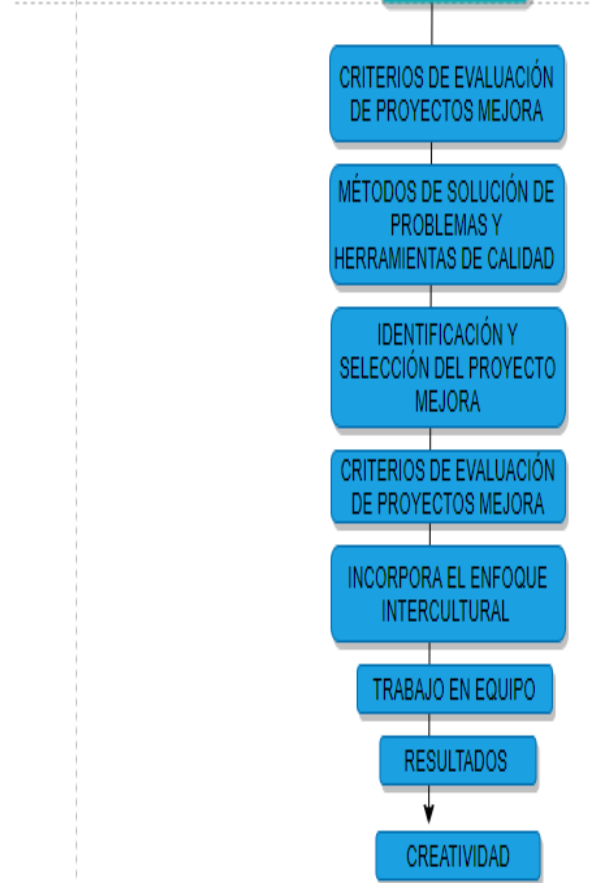 CRITERIOS DE EVALUACIÓN
DE PROYECTOS MEJORA
MÉTODOS DE SOLUCIÓN DE
PROBLEMAS Y
HERRAMIENTAS DE CALIDAD
IDENTIFICACIÓN Y
SELECCIÓN DEL PROYECTO
MEJORA
CRITERIOS DE EVALUACIÓN
DE PROYECTOS MEJORA
INCORPORA EL ENFOQUE
INTERCULTURAL
TRABAJO EN EQUIPO
RESULTADOS
CREATIVIDAD